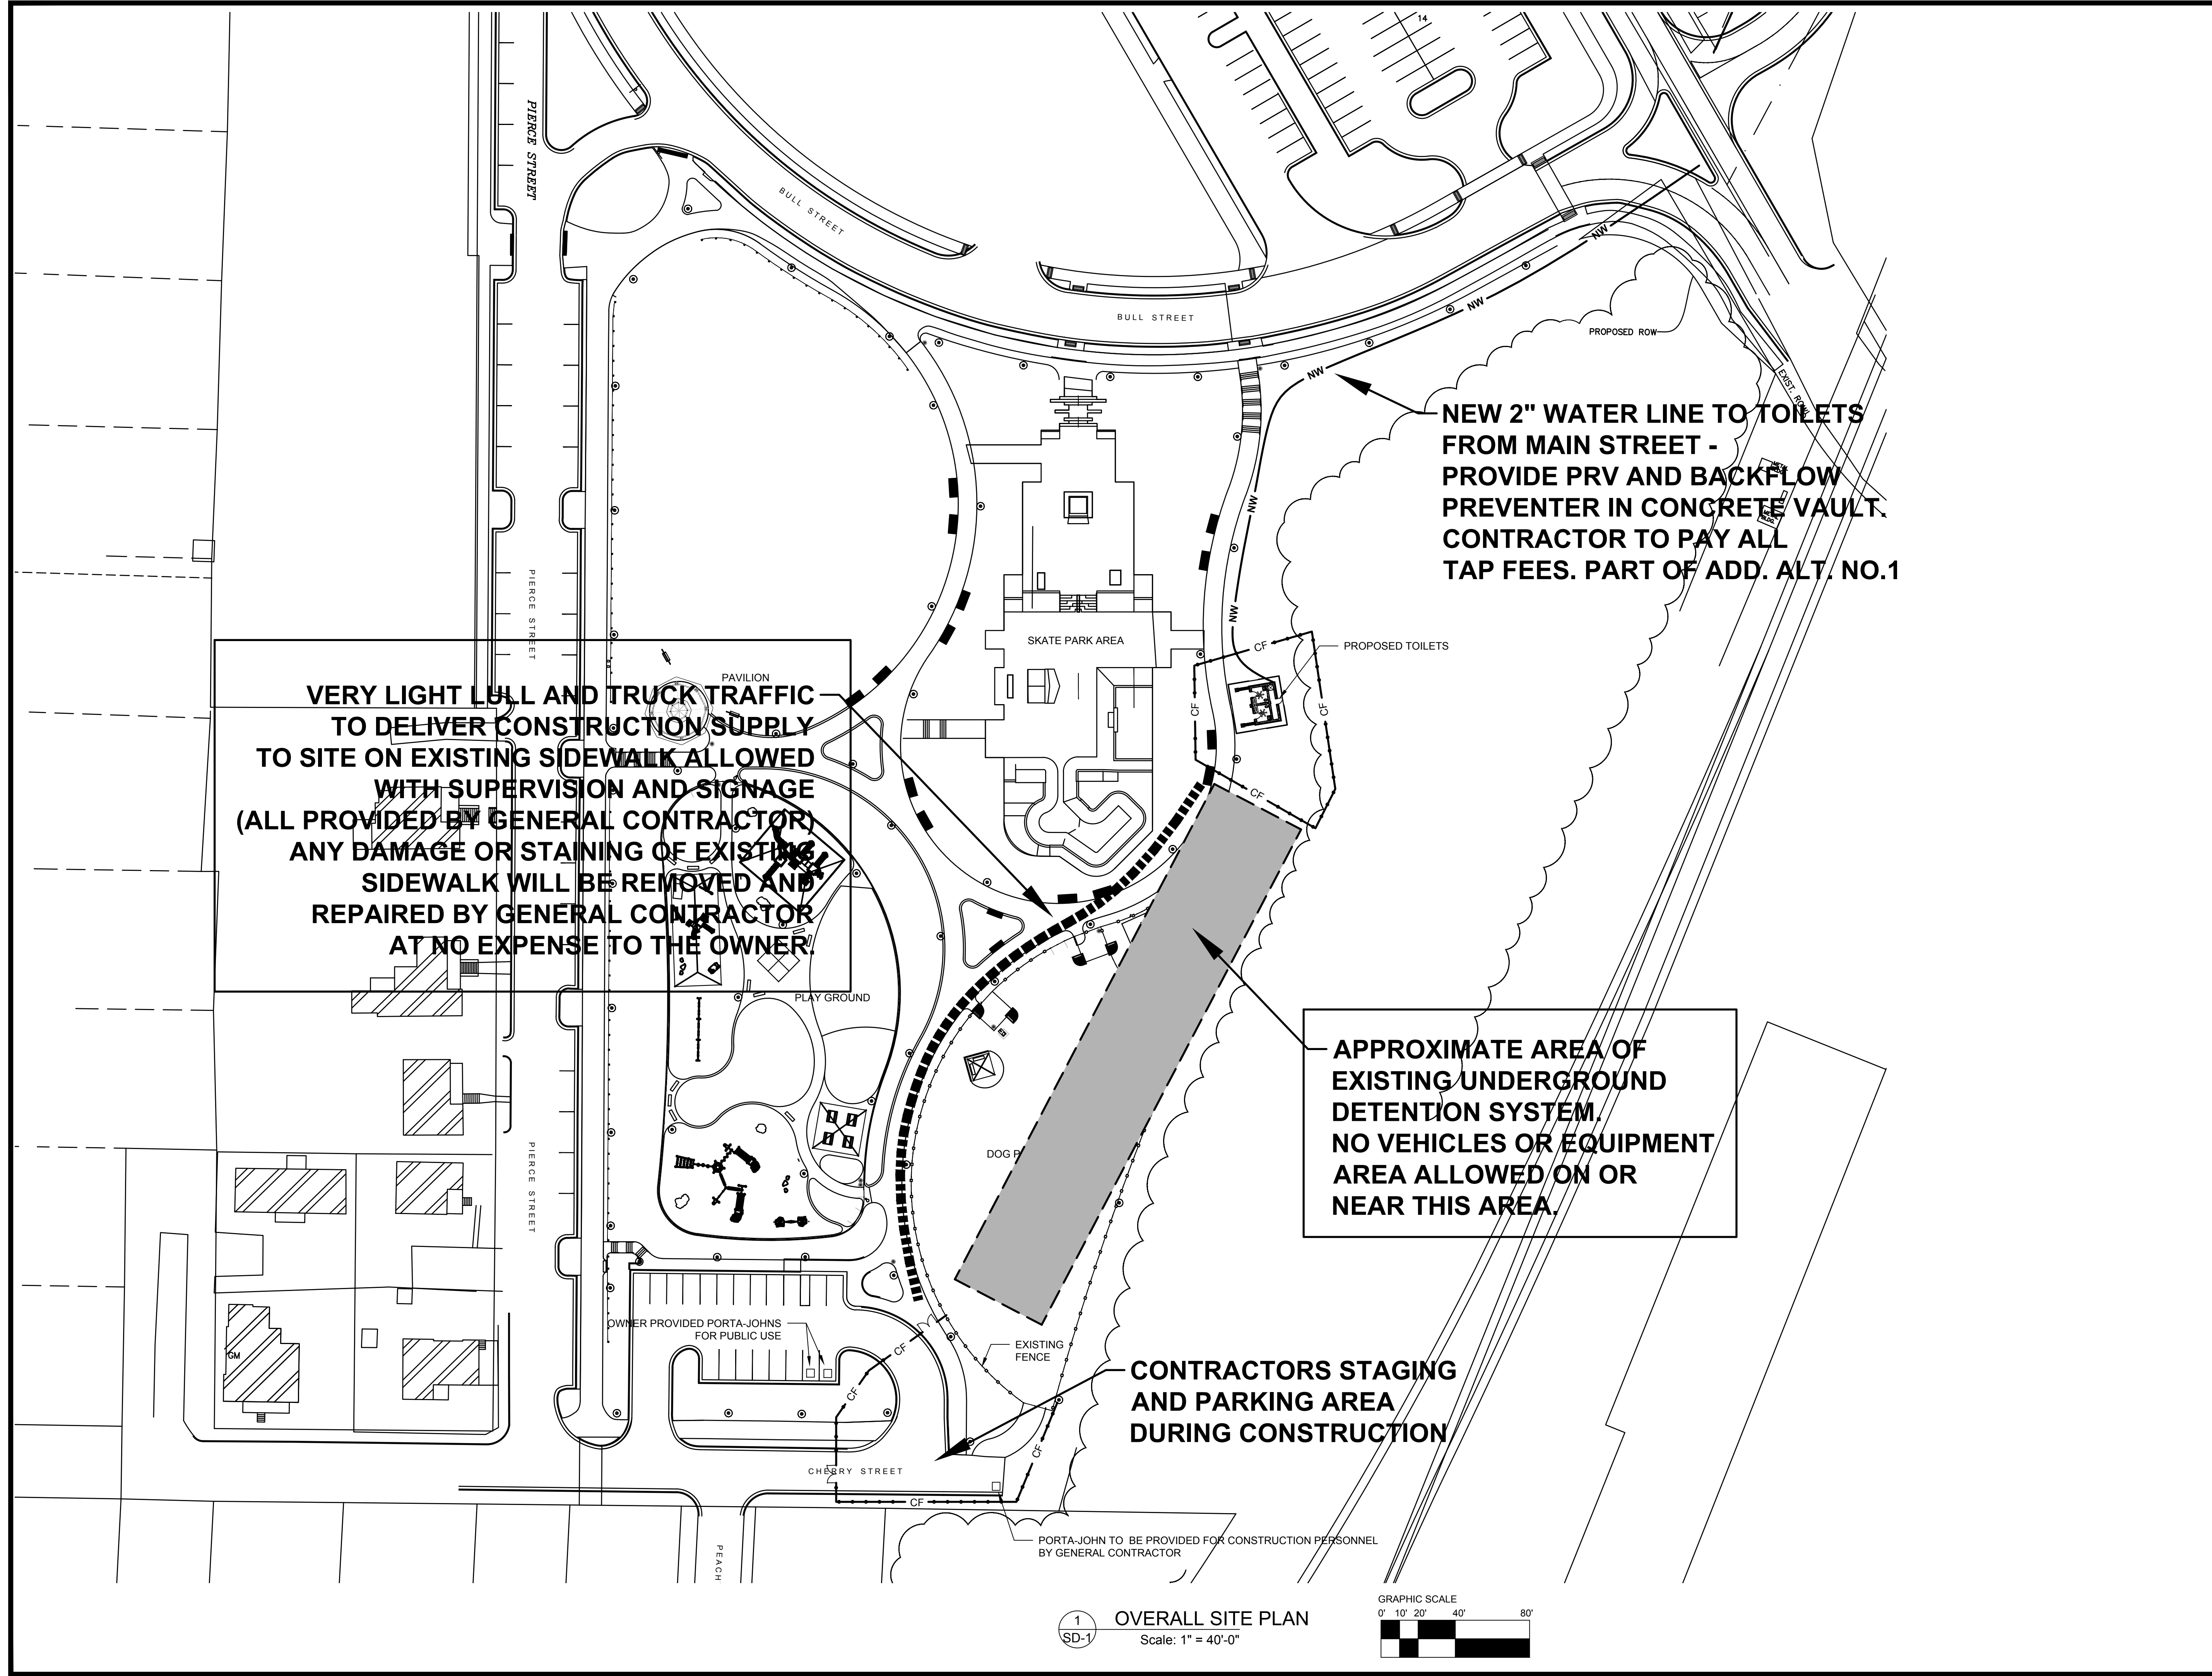 14
PIERCE STREET
BULL STREET
BULL STREET
NW
NW
NW
NW
NW
PROPOSED ROW
EXIST. ROW
NEW 2" WATER LINE TO TOILETS
FROM MAIN STREET -
PROVIDE PRV AND BACKFLOW
PREVENTER IN CONCRETE VAULT.
CONTRACTOR TO PAY ALL
TAP FEES. PART OF ADD. ALT. NO.1
PIERCE STREET
SKATE PARK AREA
PROPOSED TOILETS
CF
CF
CF
CF
PAVILION
VERY LIGHT LULL AND TRUCK TRAFFIC
TO DELIVER CONSTRUCTION SUPPLY
TO SITE ON EXISTING SIDEWALK ALLOWED
WITH SUPERVISION AND SIGNAGE
(ALL PROVIDED BY GENERAL CONTRACTOR)
ANY DAMAGE OR STAINING OF EXISTING
SIDEWALK WILL BE REMOVED AND
REPAIRED BY GENERAL CONTRACTOR
AT NO EXPENSE TO THE OWNER.
PLAY GROUND
APPROXIMATE AREA OF
EXISTING UNDERGROUND
DETENTION SYSTEM.
NO VEHICLES OR EQUIPMENT
AREA ALLOWED ON OR
NEAR THIS AREA.
DOG P
PIERCE STREET
OWNER PROVIDED PORTA-JOHNS
FOR PUBLIC USE
EXISTING
FENCE
GM
CF
CF
CF
CF
CONTRACTORS STAGING
AND PARKING AREA
DURING CONSTRUCTION
CHERRY STREET
PORTA-JOHN TO BE PROVIDED FOR CONSTRUCTION PERSONNEL
BY GENERAL CONTRACTOR
PEACH
1
SD-1
OVERALL SITE PLAN
Scale: 1" = 40'-0"
GRAPHIC SCALE
0' 10' 20' 40' 80'